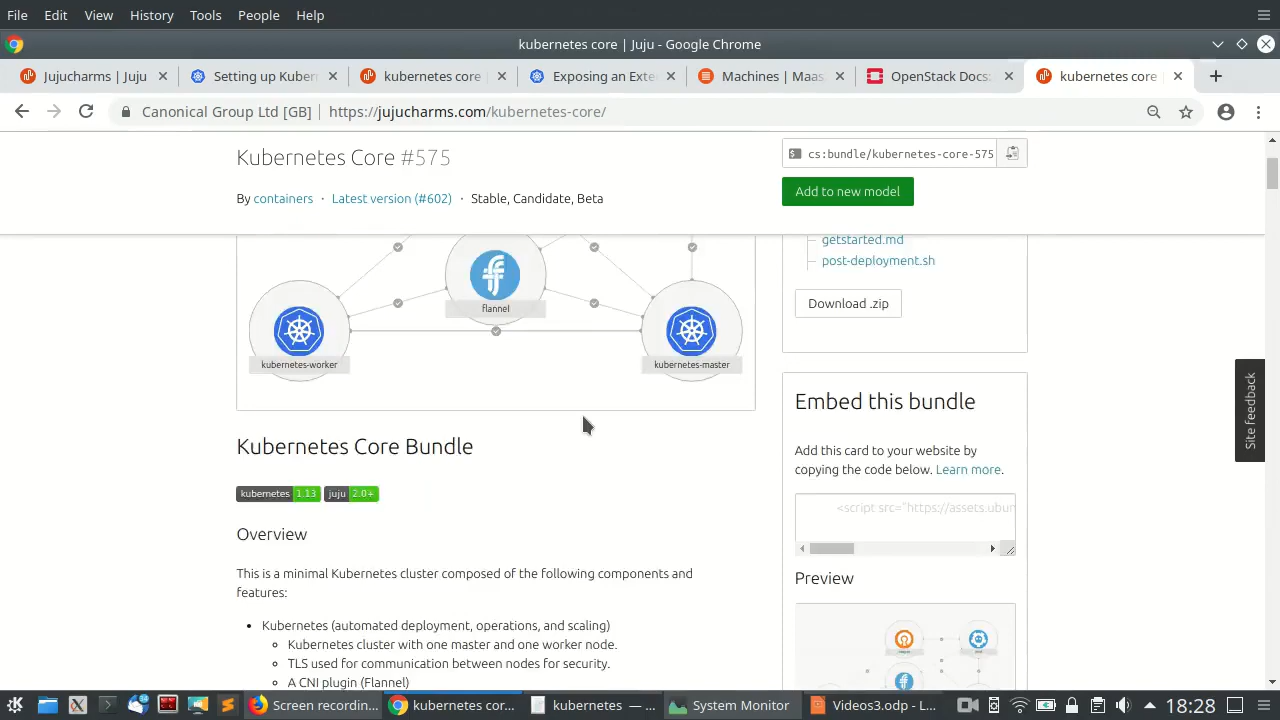 File Edit View History Tools People Help
kubernetes core | Juju - Google Chrome
Jujucharms | Juju
Setting up Kuber
kubernetes core
Exposing an Exte
Machines | Maas
OpenStack Docs:
kubernetes core
Canonical Group Ltd [GB] https://jujucharms.com/kubernetes-core/
Kubernetes Core #575
cs:bundle/kubernetes-core-575
Add to new model
By containers · Latest version (#602) · Stable, Candidate, Beta
getstarted.md
post-deployment.sh
Download .zip
flannel
kubernetes-worker
kubernetes-master
Kubernetes Core Bundle
kubernetes 1.13 juju 2.0+
Overview
This is a minimal Kubernetes cluster composed of the following components and
features:
• Kubernetes (automated deployment, operations, and scaling)
Kubernetes cluster with one master and one worker node.
TLS used for communication between nodes for security.
A CNI plugin (Flannel)
Embed this bundle
Add this card to your website by
copying the code below. Learn more.
<script src="https://assets.ubun
Preview
Site feedback
Screen recordin...
kubernetes cor...
kubernetes — ...
System Monitor
Videos3.odp - L...
18:28